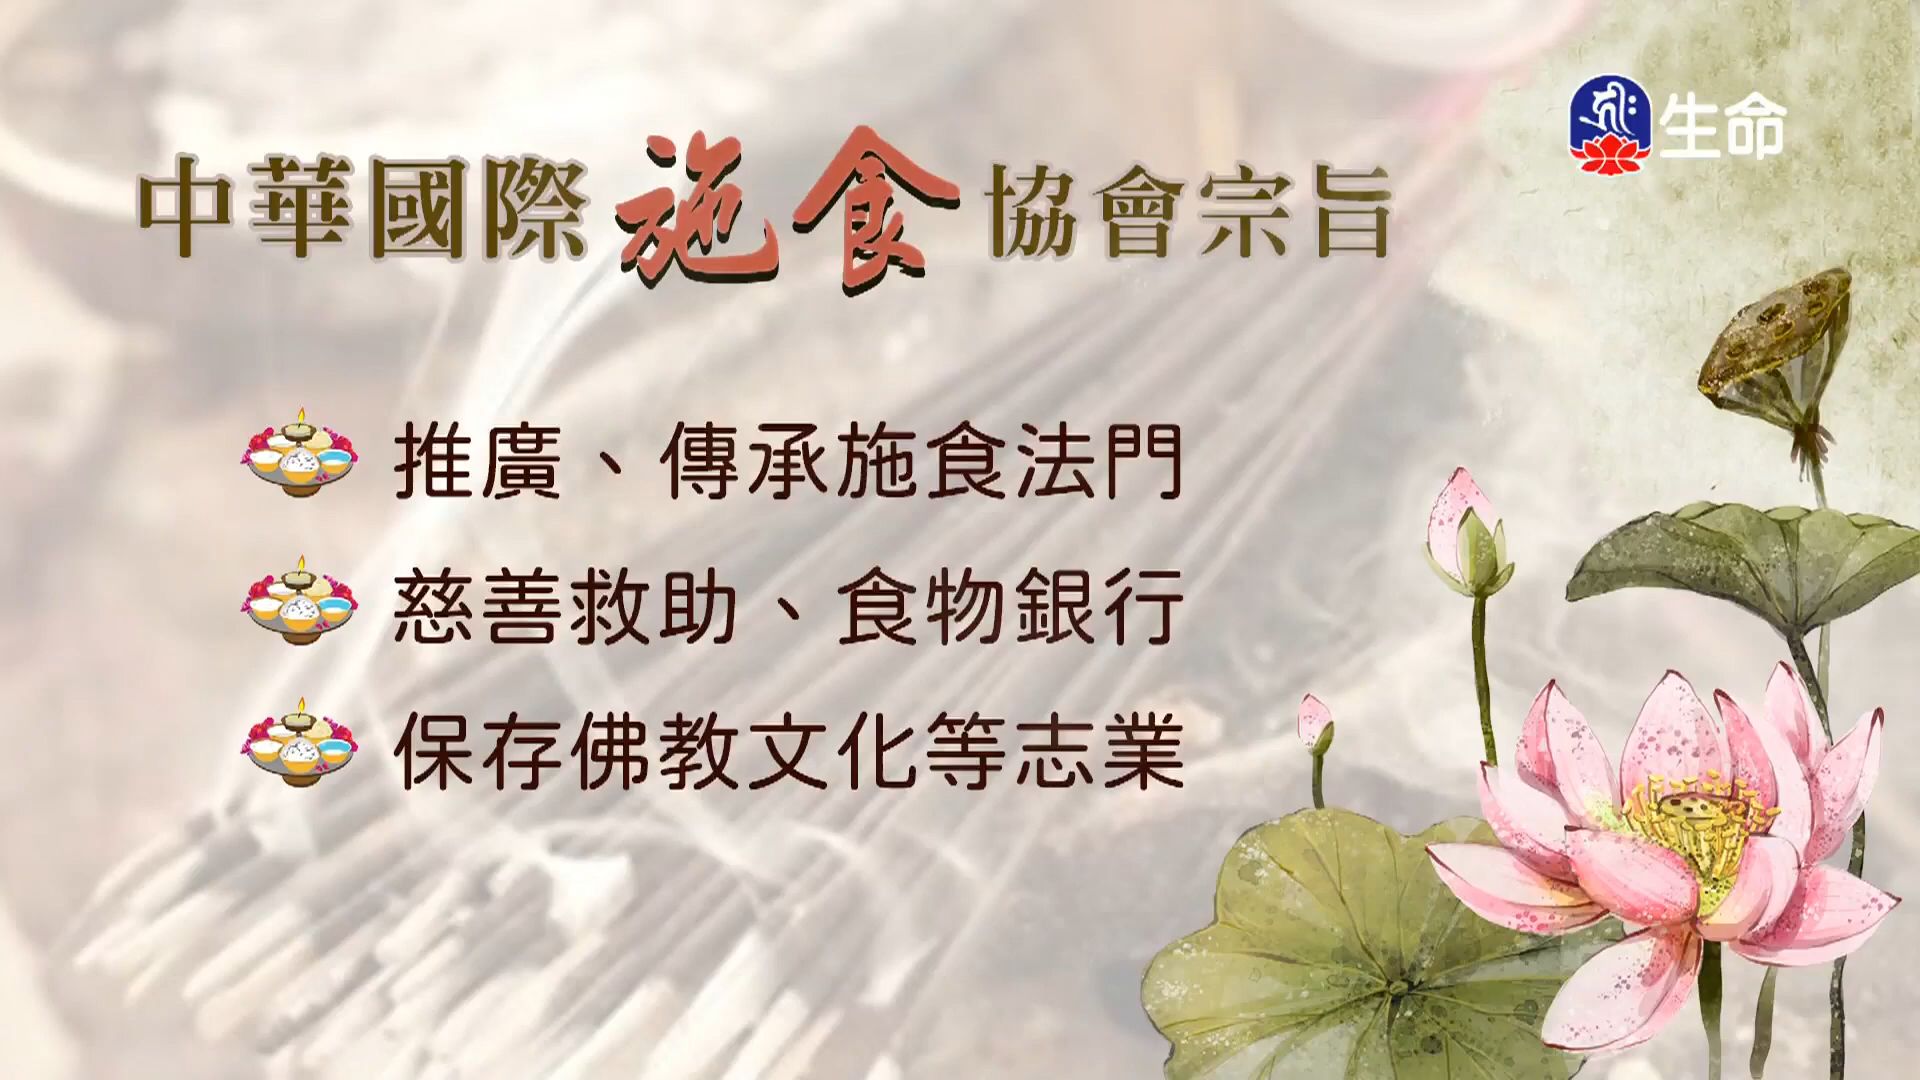 生命
中華國際施食協會宗旨
推廣、傳承施食法門
慈善救助、食物銀行
保存佛教文化等志業